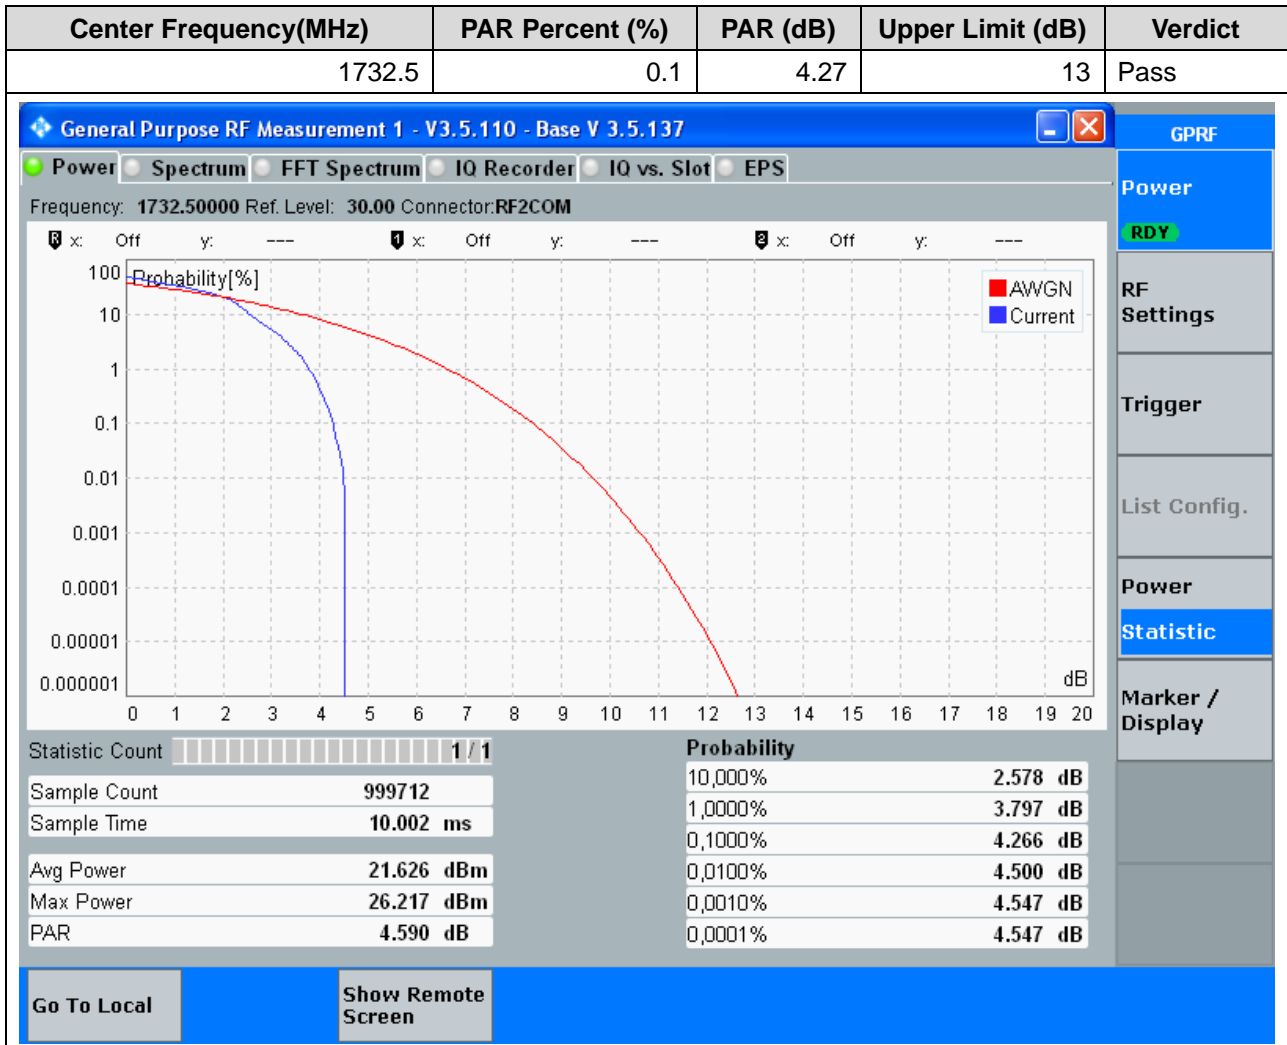 Center Frequency(MHz) PAR Percent (%) PAR (dB) Upper Limit (dB) Verdict
1732.5 0.1 4.27 13 Pass
General Purpose RF Measurement 1 - V3.5.110 - Base V 3.5.137
GPRF
Power Spectrum FFT Spectrum IQ Recorder IQ vs. Slot EPS
Power
RDY
Frequency: 1732.50000 Ref. Level: 30.00 Connector:RF2COM
R x: Off y: --- 1 x: Off y: --- 2 x: Off y: ---
Probability[%]
AWGN
Current
100
10
1
0.1
0.01
0.001
0.0001
0.00001
0.000001
dB
0 1 2 3 4 5 6 7 8 9 10 11 12 13 14 15 16 17 18 19 20
RF
Settings
Trigger
List Config.
Power
Statistic
Marker /
Display
Statistic Count 1 / 1
Sample Count 999712
Sample Time 10.002 ms
Avg Power 21.626 dBm
Max Power 26.217 dBm
PAR 4.590 dB
Probability
10,000% 2.578 dB
1,0000% 3.797 dB
0,1000% 4.266 dB
0,0100% 4.500 dB
0,0010% 4.547 dB
0,0001% 4.547 dB
Go To Local
Show Remote
Screen